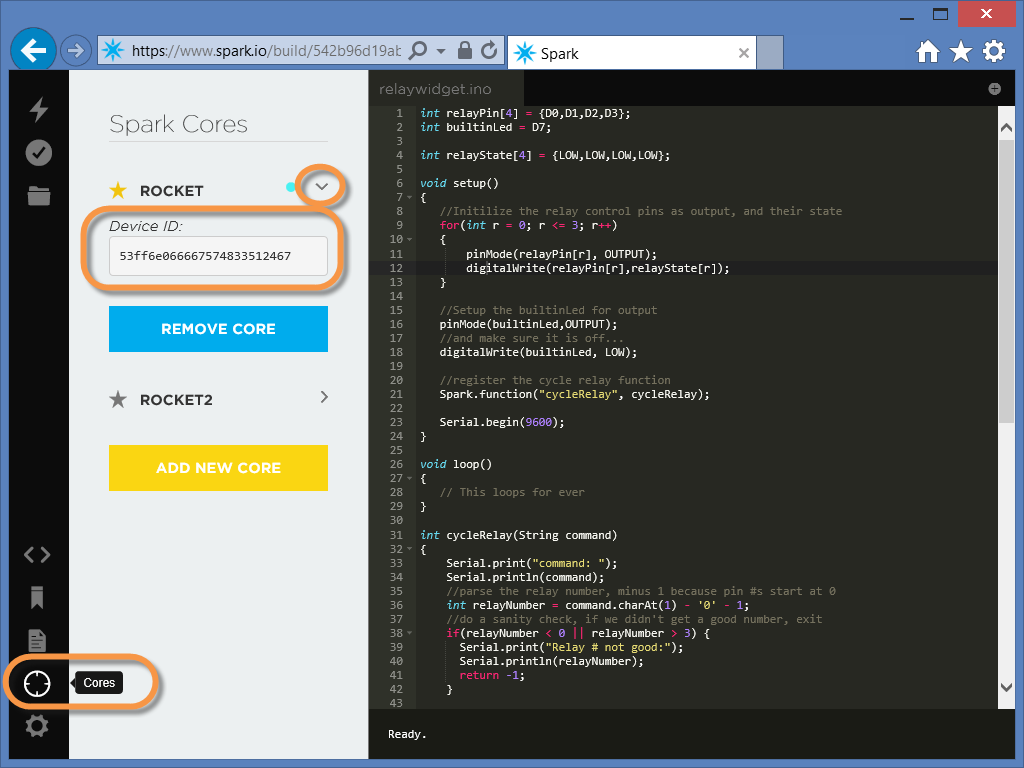 https://www.spark.io/build/542b96d19ab
Spark
Spark Cores
ROCKET
Device ID:
53ff6e066667574833512467
REMOVE CORE
ROCKET2
ADD NEW CORE
Cores
relaywidget.ino
1 int relayPin[4] = {D0,D1,D2,D3};
2 int builtinLed = D7;
3
4 int relayState[4] = {LOW,LOW,LOW,LOW};
5
6 void setup()
7 {
8 //Initilize the relay control pins as output, and their state
9 for(int r = 0; r <= 3; r++)
10 {
11 pinMode(relayPin[r], OUTPUT);
12 digitalWrite(relayPin[r],relayState[r]);
13 }
14
15 //Setup the builtinLed for output
16 pinMode(builtinLed,OUTPUT);
17 //and make sure it is off...
18 digitalWrite(builtinLed, LOW);
19
20 //register the cycle relay function
21 Spark.function("cycleRelay", cycleRelay);
22
23 Serial.begin(9600);
24 }
25
26 void loop()
27 {
28 // This loops for ever
29 }
30
31 int cycleRelay(String command)
32 {
33 Serial.print("command: ");
34 Serial.println(command);
35 //parse the relay number, minus 1 because pin #s start at 0
36 int relayNumber = command.charAt(1) - '0' - 1;
37 //do a sanity check, if we didn't get a good number, exit
38 if(relayNumber < 0 || relayNumber > 3) {
39 Serial.print("Relay # not good:");
40 Serial.println(relayNumber);
41 return -1;
42 }
43
Ready.